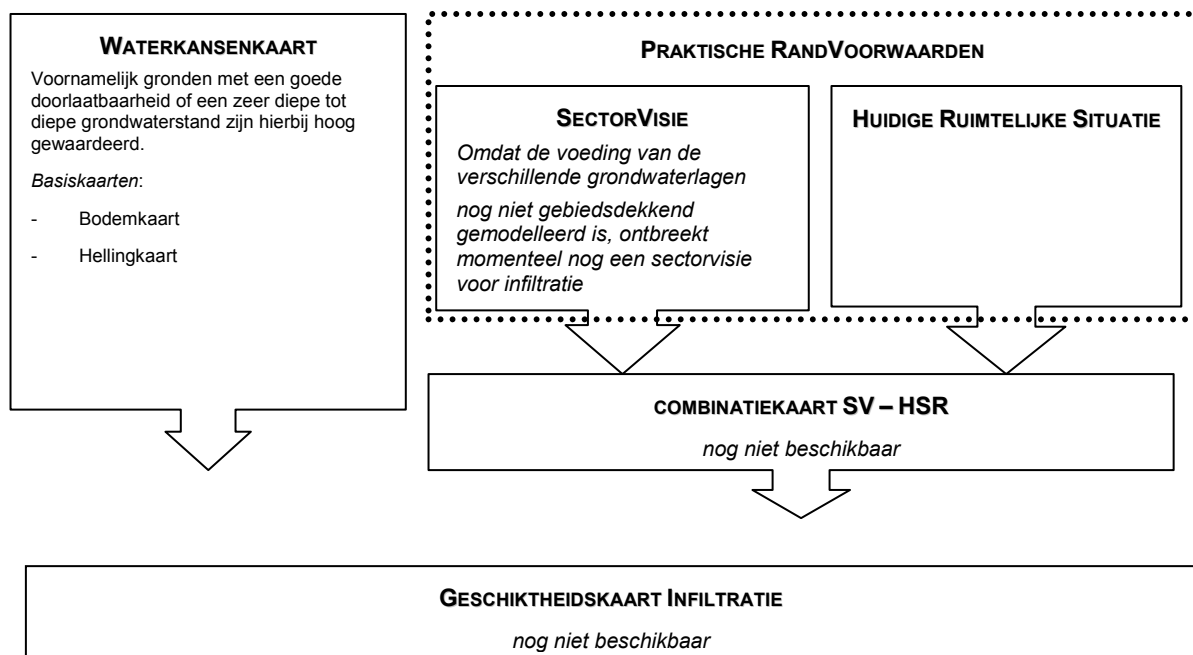 WATERKANSENKAART
Voornamelijk gronden met een goede
doorlaatbaarheid of een zeer diepe tot
diepe grondwaterstand zijn hierbij hoog
gewaardeerd.
Basiskaarten:
- Bodemkaart
- Hellingkaart
PRAKTISCHE RANDVOORWAARDEN
SECTORVISIE
Omdat de voeding van de
verschillende grondwaterlagen
nog niet gebiedsdekkend
gemodelleerd is, ontbreekt
momenteel nog een sectorvisie
voor infiltratie
HUIDIGE RUIMTELIJKE SITUATIE
COMBINATIEKAART SV – HSR
nog niet beschikbaar
GESCHIKTHEIDSKAART INFILTRATIE
nog niet beschikbaar